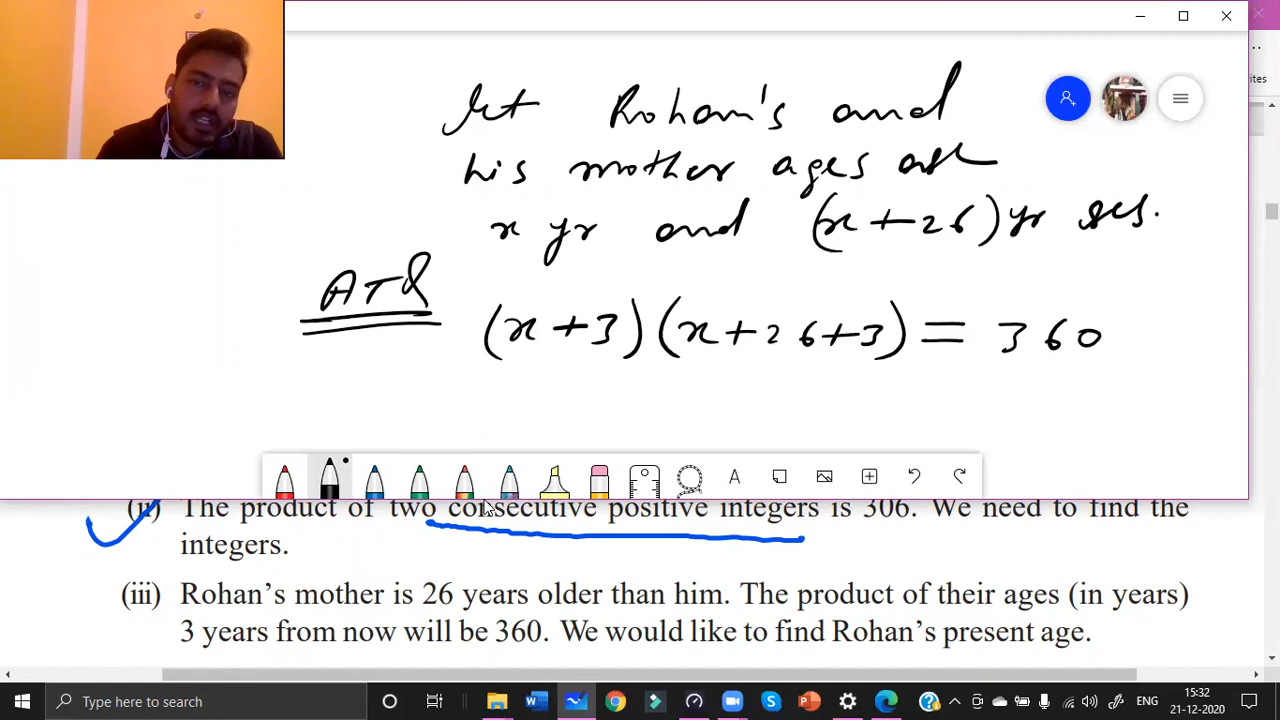 let Rohan's and
his mother ages are
x yr and (x+26)yr res.
ATQ (x+3)(x+26+3) = 360
A
(ii) The product of two consecutive positive integers is 306. We need to find the
integers.
(iii) Rohan's mother is 26 years older than him. The product of their ages (in years)
3 years from now will be 360. We would like to find Rohan's present age.
Type here to search
ENG
15:32
21-12-2020